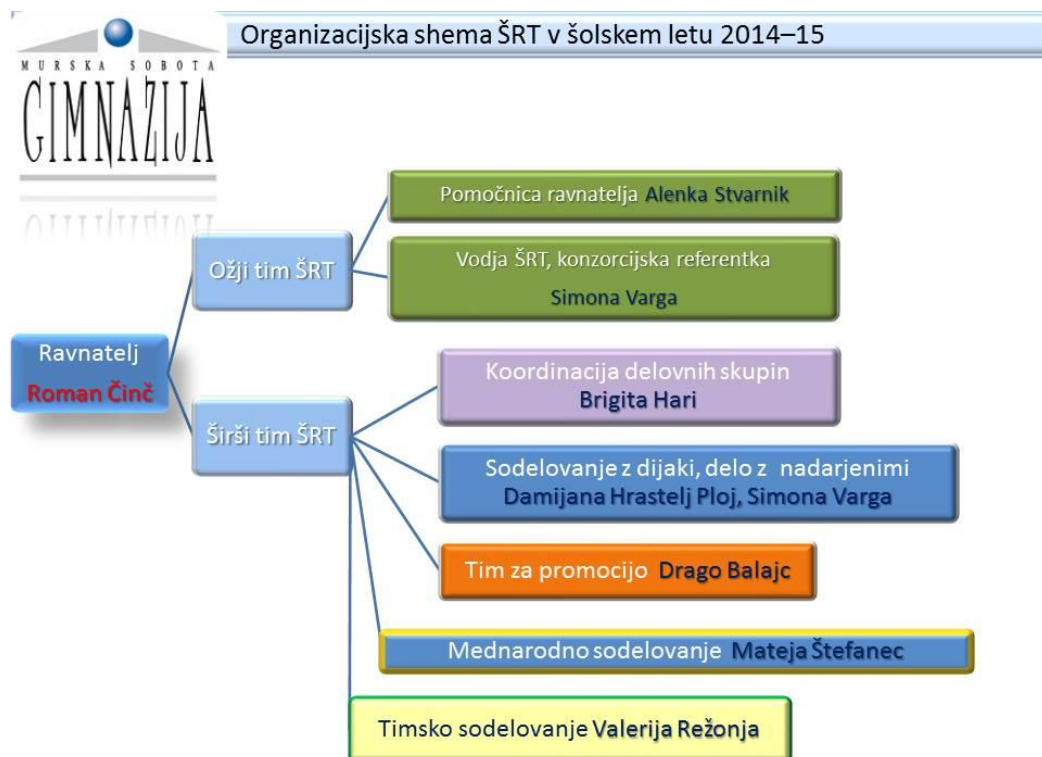 Organizacijska shema ŠRT v šolskem letu 2014–15
MURSKA SOBOTA
GIMNAZIJA
Pomočnica ravnatelja Alenka Stvarnik
Ožji tim ŠRT
Vodja ŠRT, konzorcijska referentka
Simona Varga
Ravnatelj
Roman Činč
Koordinacija delovnih skupin
Brigita Hari
Širši tim ŠRT
Sodelovanje z dijaki, delo z nadarjenimi
Damijana Hrastelj Ploj, Simona Varga
Tim za promocijo Drago Balajc
Mednarodno sodelovanje Mateja Štefanec
Timsko sodelovanje Valerija Režonja